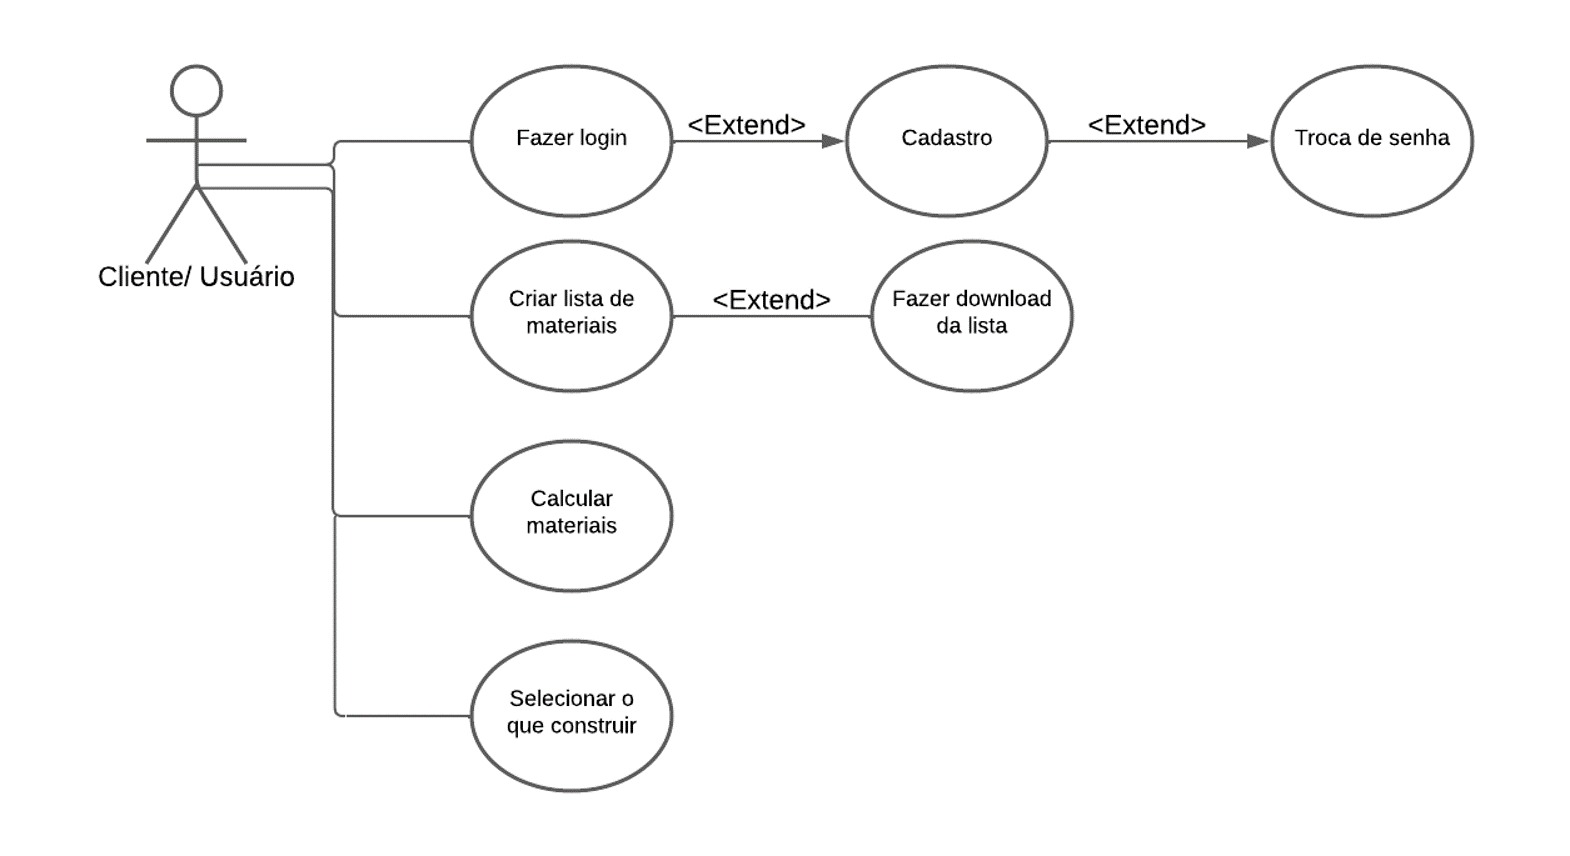 Fazer login
<Extend>
Cadastro
<Extend>
Troca de senha
Cliente/ Usuário
Criar lista de
materiais
<Extend>
Fazer download
da lista
Calcular
materiais
Selecionar o
que construir